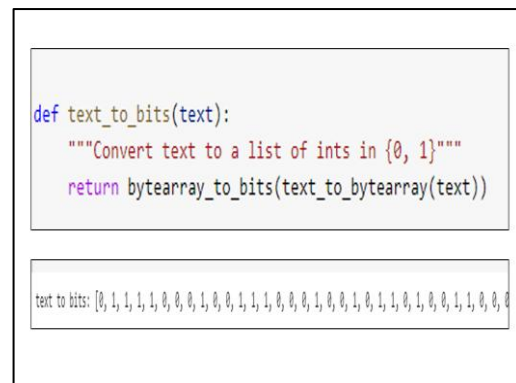 def text_to_bits(text):
"""Convert text to a list of ints in {0, 1}"""
return bytearray_to_bits(text_to_bytearray(text))
text to bits: [0, 1, 1, 1, 1, 0, 0, 0, 1, 0, 0, 1, 1, 1, 0, 0, 0, 1, 0, 0, 1, 0, 1, 1, 0, 1, 0, 0, 1, 1, 0, 0, 0